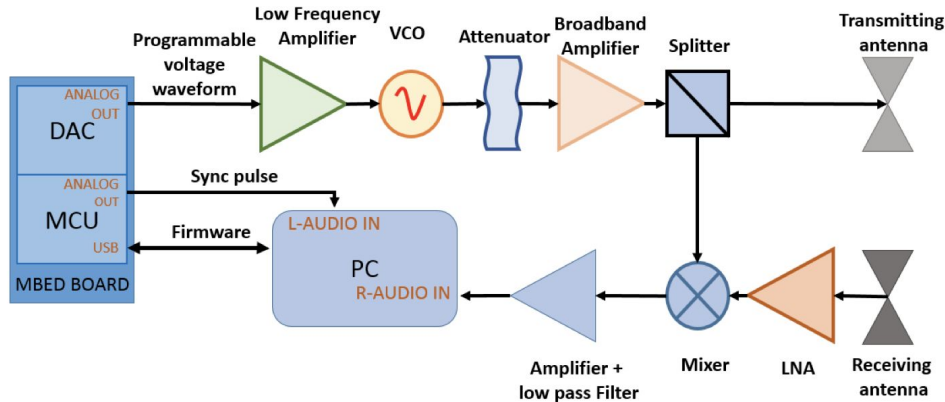 Low Frequency
Amplifier
VCO
Attenuator
Broadband
Amplifier
Splitter
Transmitting
antenna
Programmable
voltage
waveform
ANALOG
OUT
DAC
ANALOG
OUT
MCU
USB
MBED BOARD
Sync pulse
Firmware
L-AUDIO IN
PC
R-AUDIO IN
Amplifier +
low pass Filter
Mixer
LNA
Receiving
antenna